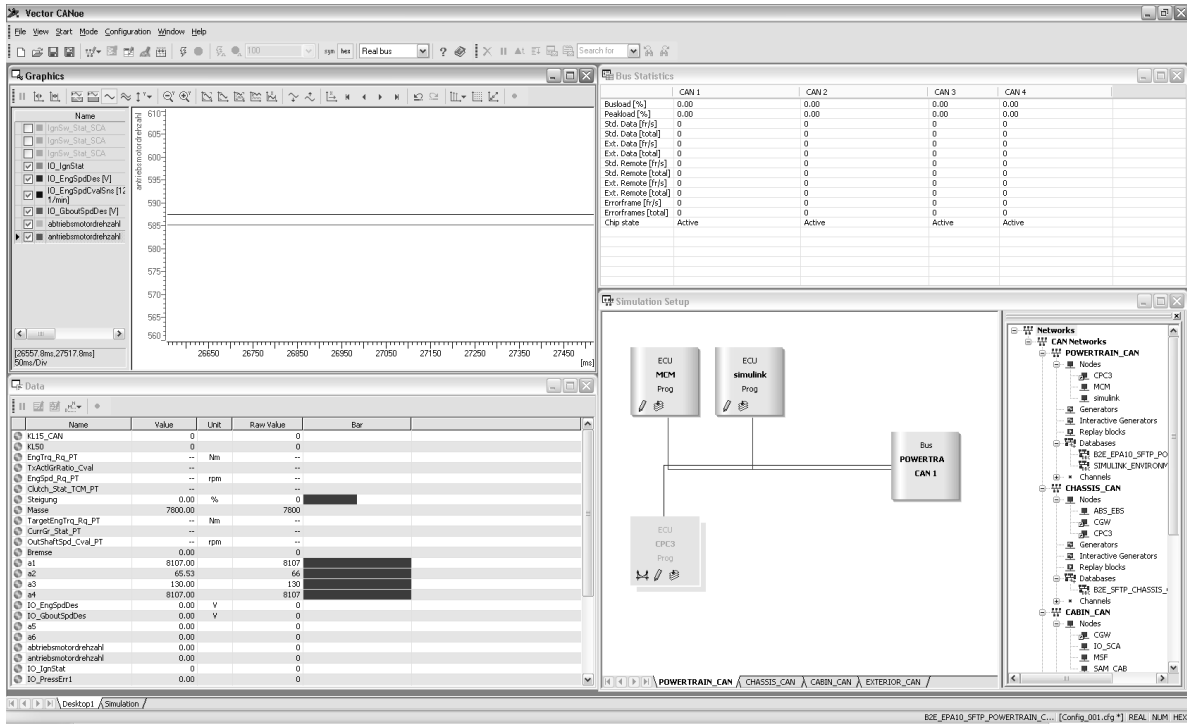 Vector CANoe
File View Start Mode Configuration Window Help
100 sym hex Real bus Search for
Graphics
Name
IgnSw_Stat_SCA
IgnSw_Stat_SCA
IgnSw_Stat_SCA
IO_IgnStat
IO_EngSpdDes [V]
IO_EngSpdCvalSns [12
1/min]
IO_GboutSpdDes [V]
abtriebsmotordrehzahl
antriebsmotordrehzahl
[26557.8ms,27517.8ms]
50ms/Div
antriebsmotordrehzahl
610
600
595
590
585
580
575
570
565
560
26650 26750 26850 26950 27050 27150 27250 27350 27450
[ms]
Bus Statistics
CAN 1 CAN 2 CAN 3 CAN 4
Busload [%] 0.00 0.00 0.00 0.00
Peakload [%] 0.00 0.00 0.00 0.00
Std. Data [fr/s] 0 0 0 0
Std. Data [total] 0 0 0 0
Ext. Data [fr/s] 0 0 0 0
Ext. Data [total] 0 0 0 0
Std. Remote [fr/s] 0 0 0 0
Std. Remote [total] 0 0 0 0
Ext. Remote [fr/s] 0 0 0 0
Ext. Remote [total] 0 0 0 0
Errorframe [fr/s] 0 0 0 0
Errorframes [total] 0 0 0 0
Chip state Active Active Active Active
Data
Name Value Unit Raw Value Bar
KL15_CAN 0 0
KL50 0 0
EngTrq_Rq_PT -- Nm --
TxActlGrRatio_Cval -- --
EngSpd_Rq_PT -- rpm --
Clutch_Stat_TCM_PT -- --
Steigung 0.00 % 0
Masse 7800.00 7800
TargetEngTrq_Rq_PT -- Nm --
CurrGr_Stat_PT -- --
OutShaftSpd_Cval_PT -- rpm --
Bremse 0.00 0
a1 8107.00 8107
a2 65.53 66
a3 130.00 130
a4 8107.00 8107
IO_EngSpdDes 0.00 V 0
IO_GboutSpdDes 0.00 V 0
a5 0.00 0
a6 0.00 0
abtriebsmotordrehzahl 0.00 0
antriebsmotordrehzahl 0.00 0
IO_IgnStat 0 0
IO_PressErr1 0.00 0
Simulation Setup
ECU
MCM
Prog
ECU
simulink
Prog
Bus
POWERTRA
CAN 1
ECU
CPC3
Prog
Networks
CAN Networks
POWERTRAIN_CAN
Nodes
CPC3
MCM
simulink
Generators
Interactive Generators
Replay blocks
Databases
B2E_EPA10_SFTP_PO
SIMULINK_ENVIRONM
Channels
CHASSIS_CAN
Nodes
ABS_EBS
CGW
CPC3
Generators
Interactive Generators
Replay blocks
Databases
B2E_SFTP_CHASSIS_
Channels
CABIN_CAN
Nodes
CGW
IO_SCA
MSF
SAM_CAB
POWERTRAIN_CAN CHASSIS_CAN CABIN_CAN EXTERIOR_CAN
Desktop1 Simulation
B2E_EPA10_SFTP_POWERTRAIN_C... [Config_001.cfg *] REAL NUM HEX